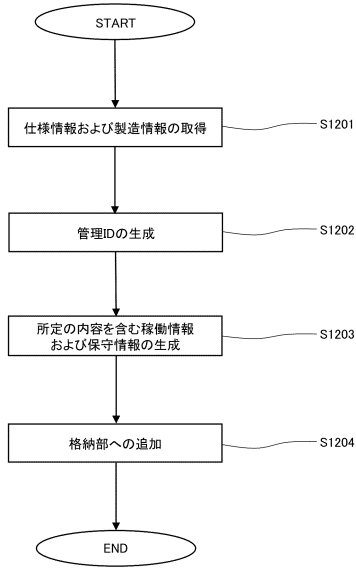 START
仕様情報および製造情報の取得
S1201
管理IDの生成
S1202
所定の内容を含む稼働情報
および保守情報の生成
S1203
格納部への追加
S1204
END